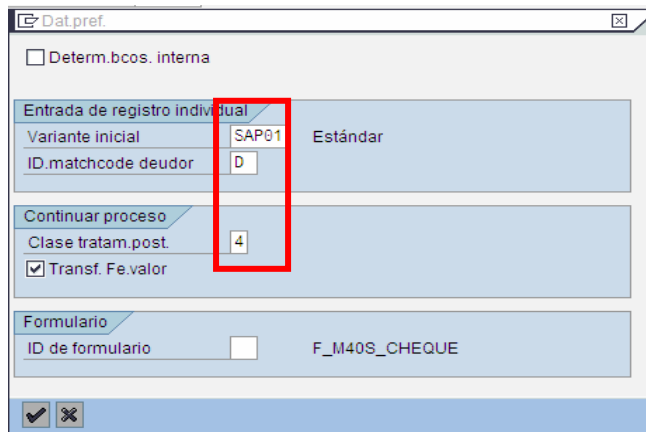 Dat.pref.
Determ.bcos. interna
Entrada de registro individual
Variante inicial SAP01 Estándar
ID.matchcode deudor D
Continuar proceso
Clase tratam.post. 4
Transf. Fe.valor
Formulario
ID de formulario F_M40S_CHEQUE